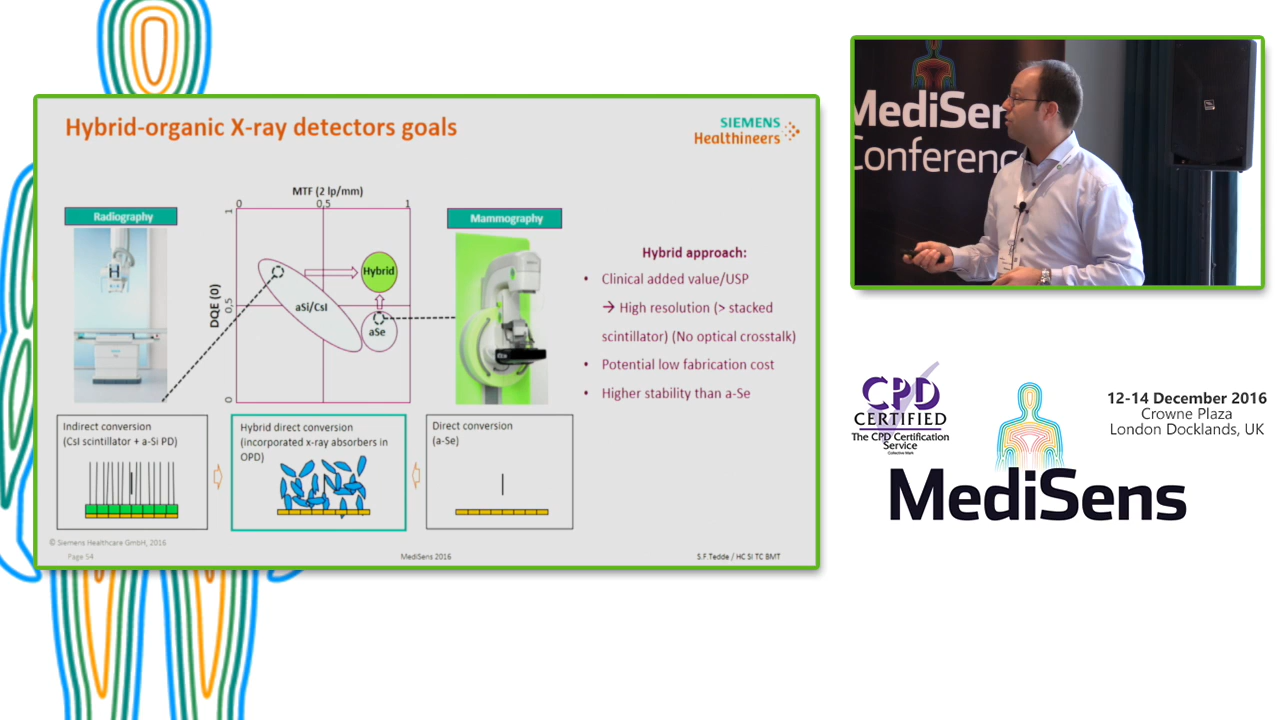 Hybrid-organic X-ray detectors goals
SIEMENS
Healthineers
MTF (2 lp/mm)
0
0,5
1
Radiography
H
DQE (0)
1
0,5
0
Hybrid
aSi/CsI
aSe
Mammography
Hybrid approach:
• Clinical added value/USP
→ High resolution (> stacked
scintillator) (No optical crosstalk)
• Potential low fabrication cost
• Higher stability than a-Se
Indirect conversion
(CsI scintillator + a-Si PD)
Hybrid direct conversion
(incorporated x-ray absorbers in
OPD)
Direct conversion
(a-Se)
© Siemens Healthcare GmbH, 2016
Page 54
MediSens 2016
S.F.Tedde / HC SI TC BMT
MediSen
Conferenc
CPD
CERTIFIED
The CPD Certification
Service
Collective Mark
12-14 December 2016
Crowne Plaza
London Docklands, UK
MediSens